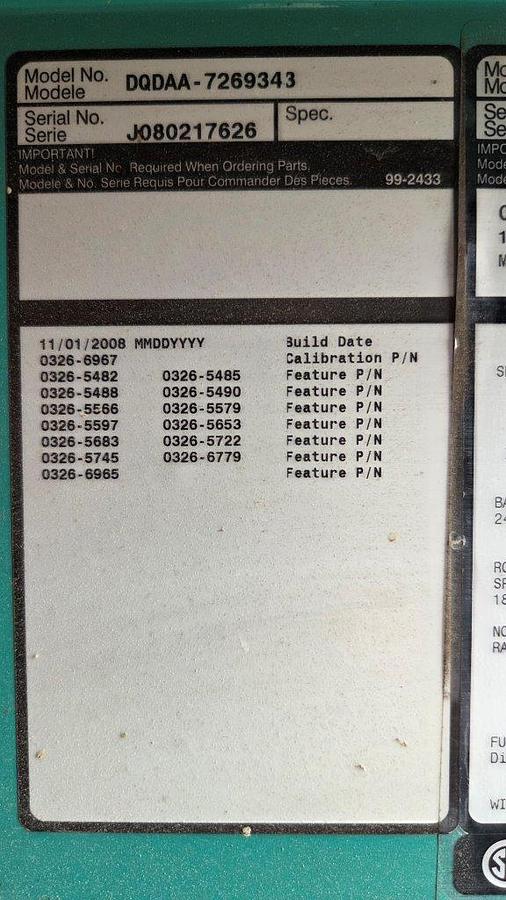 Model No. DQDAA-7269343
Modele
Serial No. J080217626
Serie
Spec.
IMPORTANT!
Model & Serial No. Required When Ordering Parts.
Modele & No. Serie Requis Pour Commander Des Pieces. 99-2433
11/01/2008 MMDDYYYY Build Date
0326-6967 Calibration P/N
0326-5482 0326-5485 Feature P/N
0326-5488 0326-5490 Feature P/N
0326-5566 0326-5579 Feature P/N
0326-5597 0326-5653 Feature P/N
0326-5683 0326-5722 Feature P/N
0326-5745 0326-6779 Feature P/N
0326-6965 Feature P/N